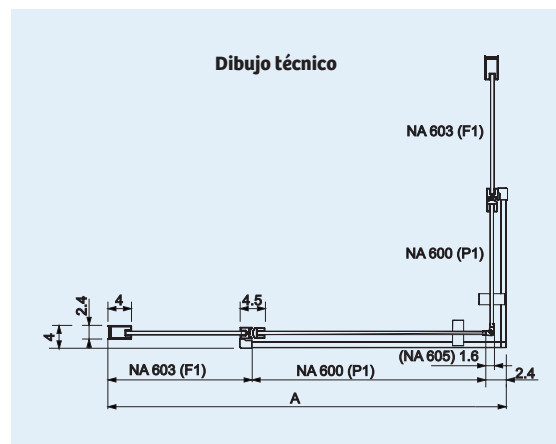 Dibujo técnico
NA 603 (F1)
NA 600 (P1)
4
4.5
2.4
4
(NA 605) 1.6
NA 603 (F1)
NA 600 (P1)
2.4
A